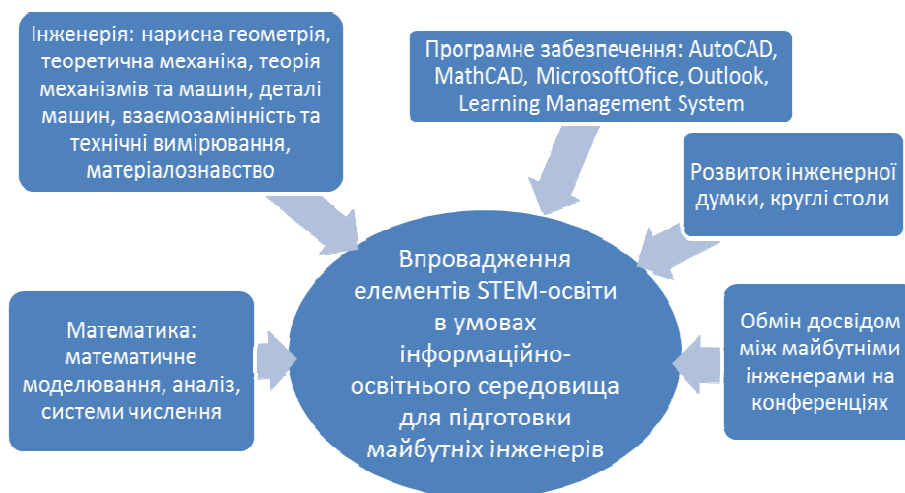 Інженерія: нарисна геометрія,
теоретична механіка, теорія
механізмів та машин, деталі
машин, взаємозамінність та
технічні вимірювання,
матеріалознавство
Програмне забезпечення: AutoCAD,
MathCAD, MicrosoftOfice, Outlook,
Learning Management System
Розвиток інженерної
думки, круглі столи
Впровадження
елементів STEM-освіти
в умовах
інформаційно-
освітнього середовища
для підготовки
майбутніх інженерів
Математика:
математичне
моделювання, аналіз,
системи числення
Обмін досвідом
між майбутніми
інженерами на
конференціях